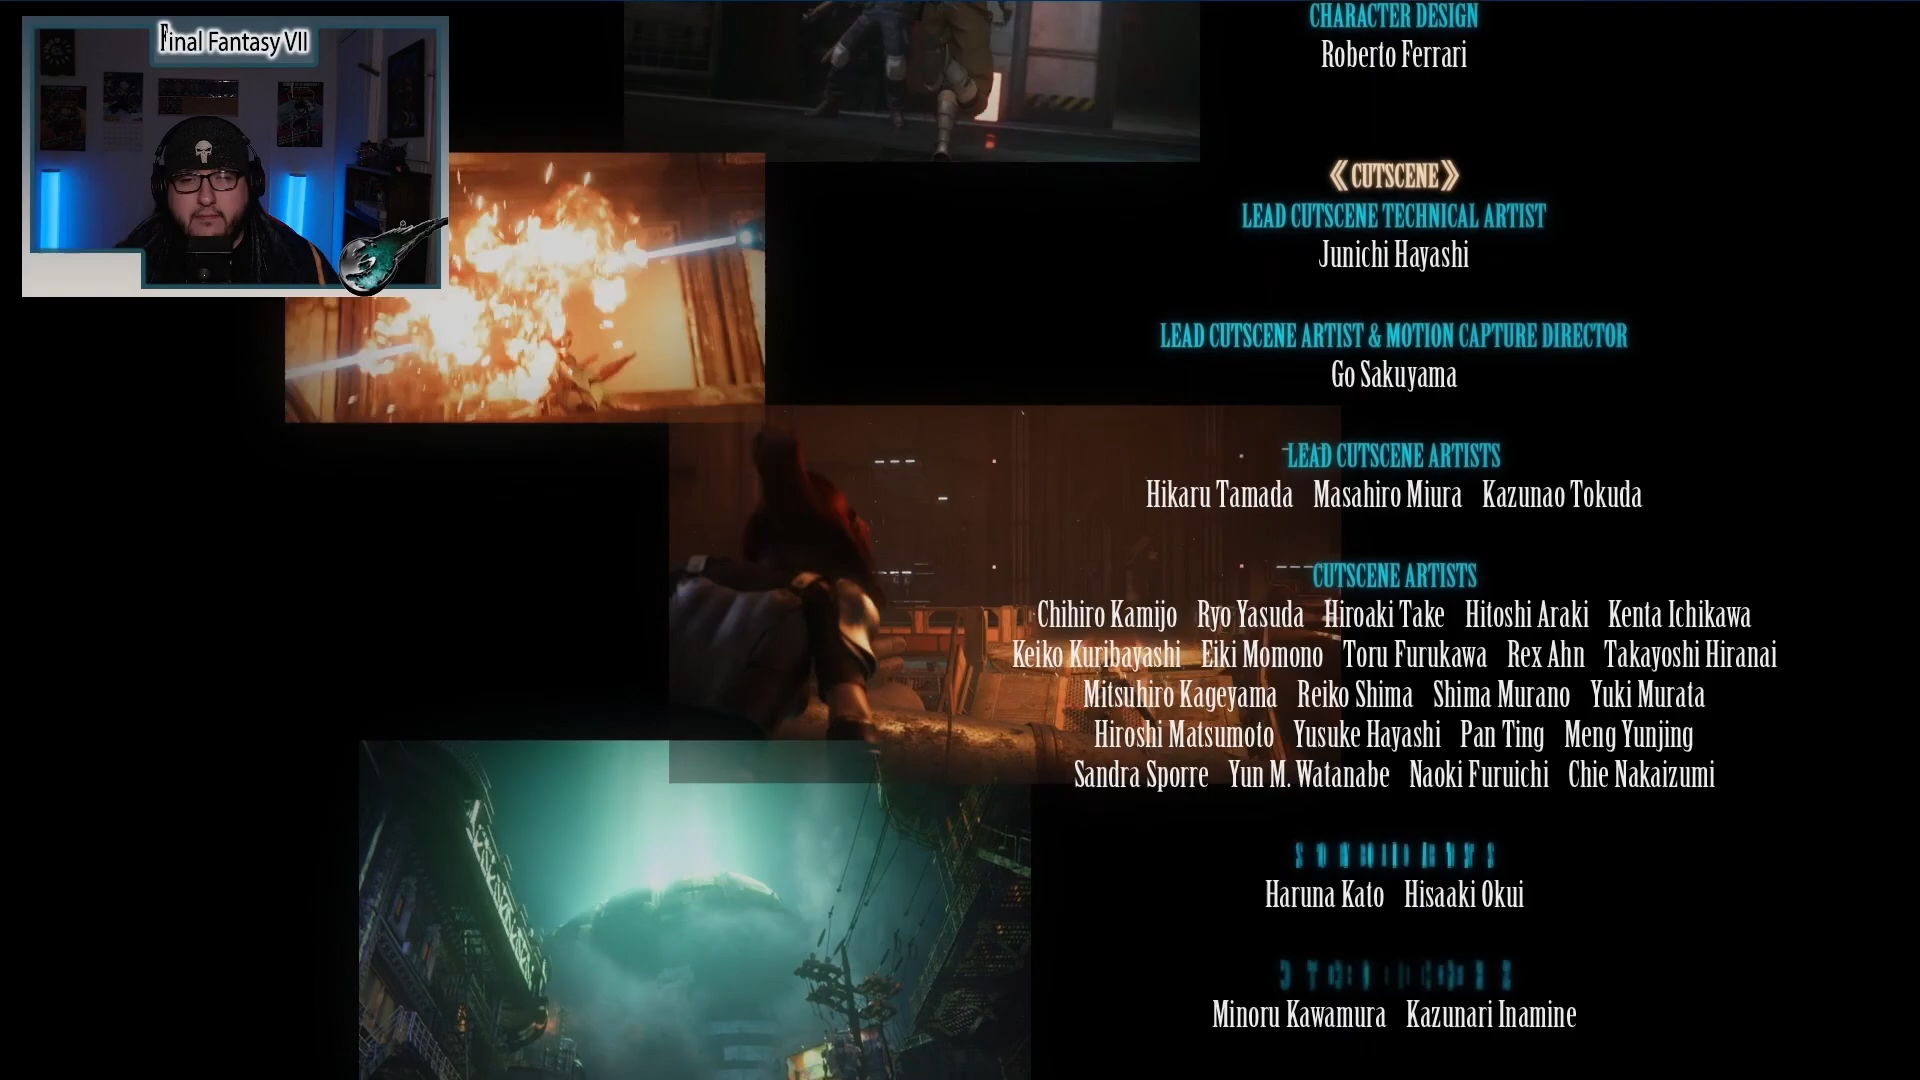 Final Fantasy VII
CHARACTER DESIGN
Roberto Ferrari
《CUTSCENE》
LEAD CUTSCENE TECHNICAL ARTIST
Junichi Hayashi
LEAD CUTSCENE ARTIST & MOTION CAPTURE DIRECTOR
Go Sakuyama
LEAD CUTSCENE ARTISTS
Hikaru Tamada Masahiro Miura Kazunao Tokuda
CUTSCENE ARTISTS
Chihiro Kamijo Ryo Yasuda Hiroaki Take Hitoshi Araki Kenta Ichikawa
Keiko Kuribayashi Eiki Momono Toru Furukawa Rex Ahn Takayoshi Hiranai
Mitsuhiro Kageyama Reiko Shima Shima Murano Yuki Murata
Hiroshi Matsumoto Yusuke Hayashi Pan Ting Meng Yunjing
Sandra Sporre Yun M. Watanabe Naoki Furuichi Chie Nakaizumi
Haruna Kato Hisaaki Okui
Minoru Kawamura Kazunari Inamine